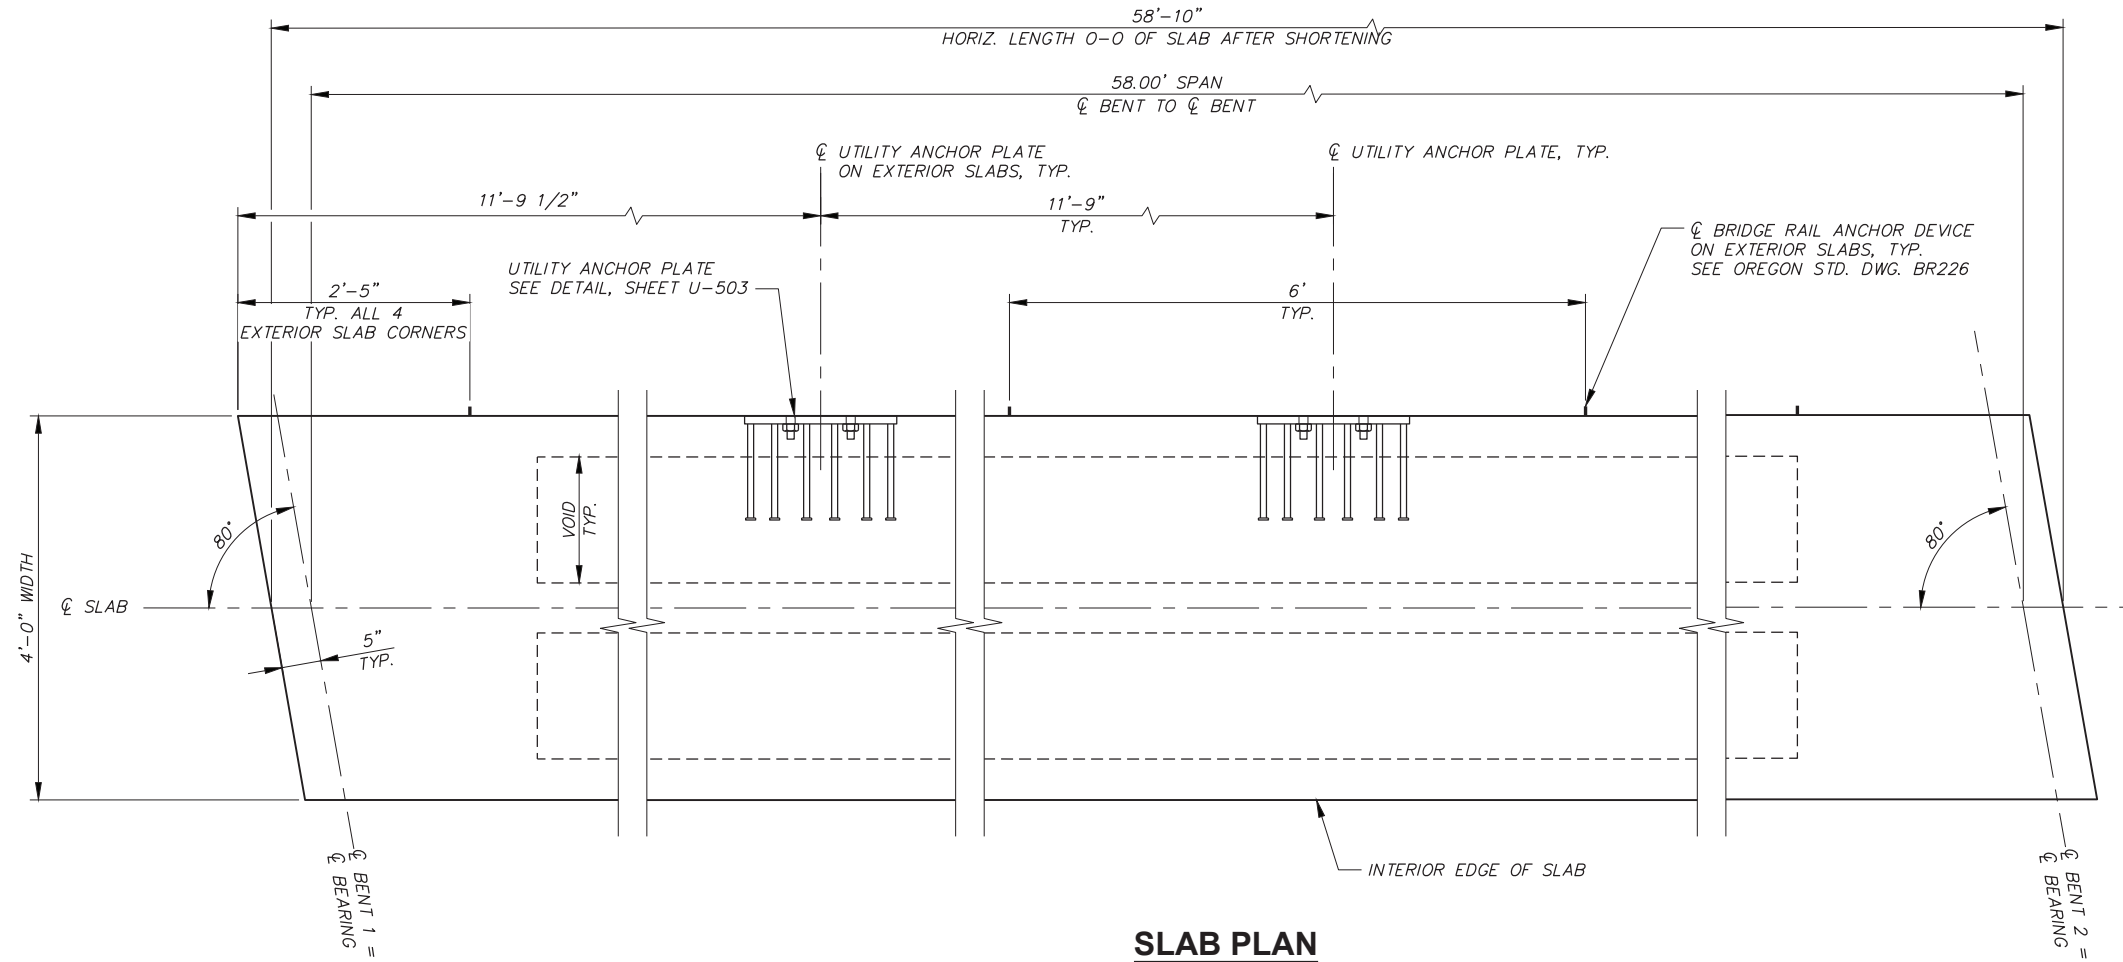 58'-10"
HORIZ. LENGTH O-O OF SLAB AFTER SHORTENING
58.00' SPAN
℄ BENT TO ℄ BENT
℄ UTILITY ANCHOR PLATE
ON EXTERIOR SLABS, TYP.
℄ UTILITY ANCHOR PLATE, TYP.
11'-9 1/2"
11'-9"
TYP.
℄ BRIDGE RAIL ANCHOR DEVICE
ON EXTERIOR SLABS, TYP.
SEE OREGON STD. DWG. BR226
UTILITY ANCHOR PLATE
SEE DETAIL, SHEET U-503
2'-5"
TYP. ALL 4
EXTERIOR SLAB CORNERS
6'
TYP.
VOID
TYP.
80°
80°
4'-0" WIDTH
℄ SLAB
5"
TYP.
INTERIOR EDGE OF SLAB
℄ BENT 1 =
℄ BEARING
℄ BENT 2 =
℄ BEARING
SLAB PLAN